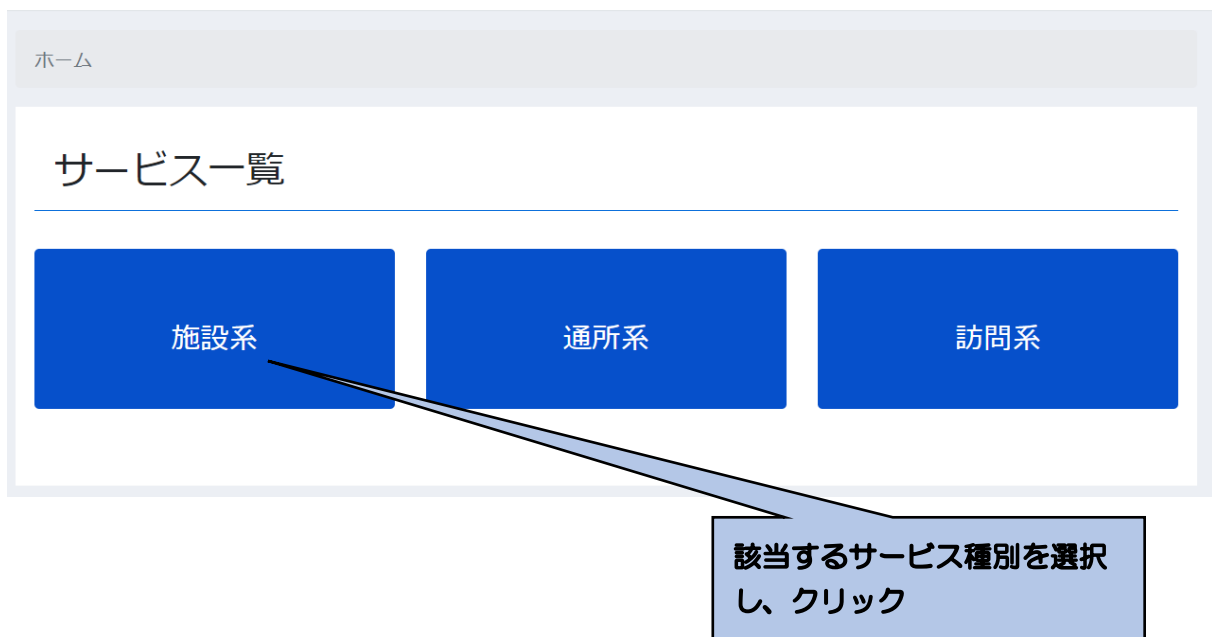 ホーム
サービス一覧
施設系
通所系
訪問系
該当するサービス種別を選択
し、クリック